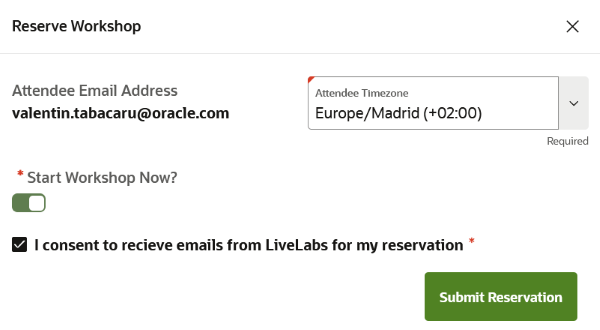 Reserve Workshop
Attendee Email Address
valentin.tabacaru@oracle.com
Attendee Timezone
Europe/Madrid (+02:00)
Required
* Start Workshop Now?
I consent to recieve emails from LiveLabs for my reservation *
Submit Reservation